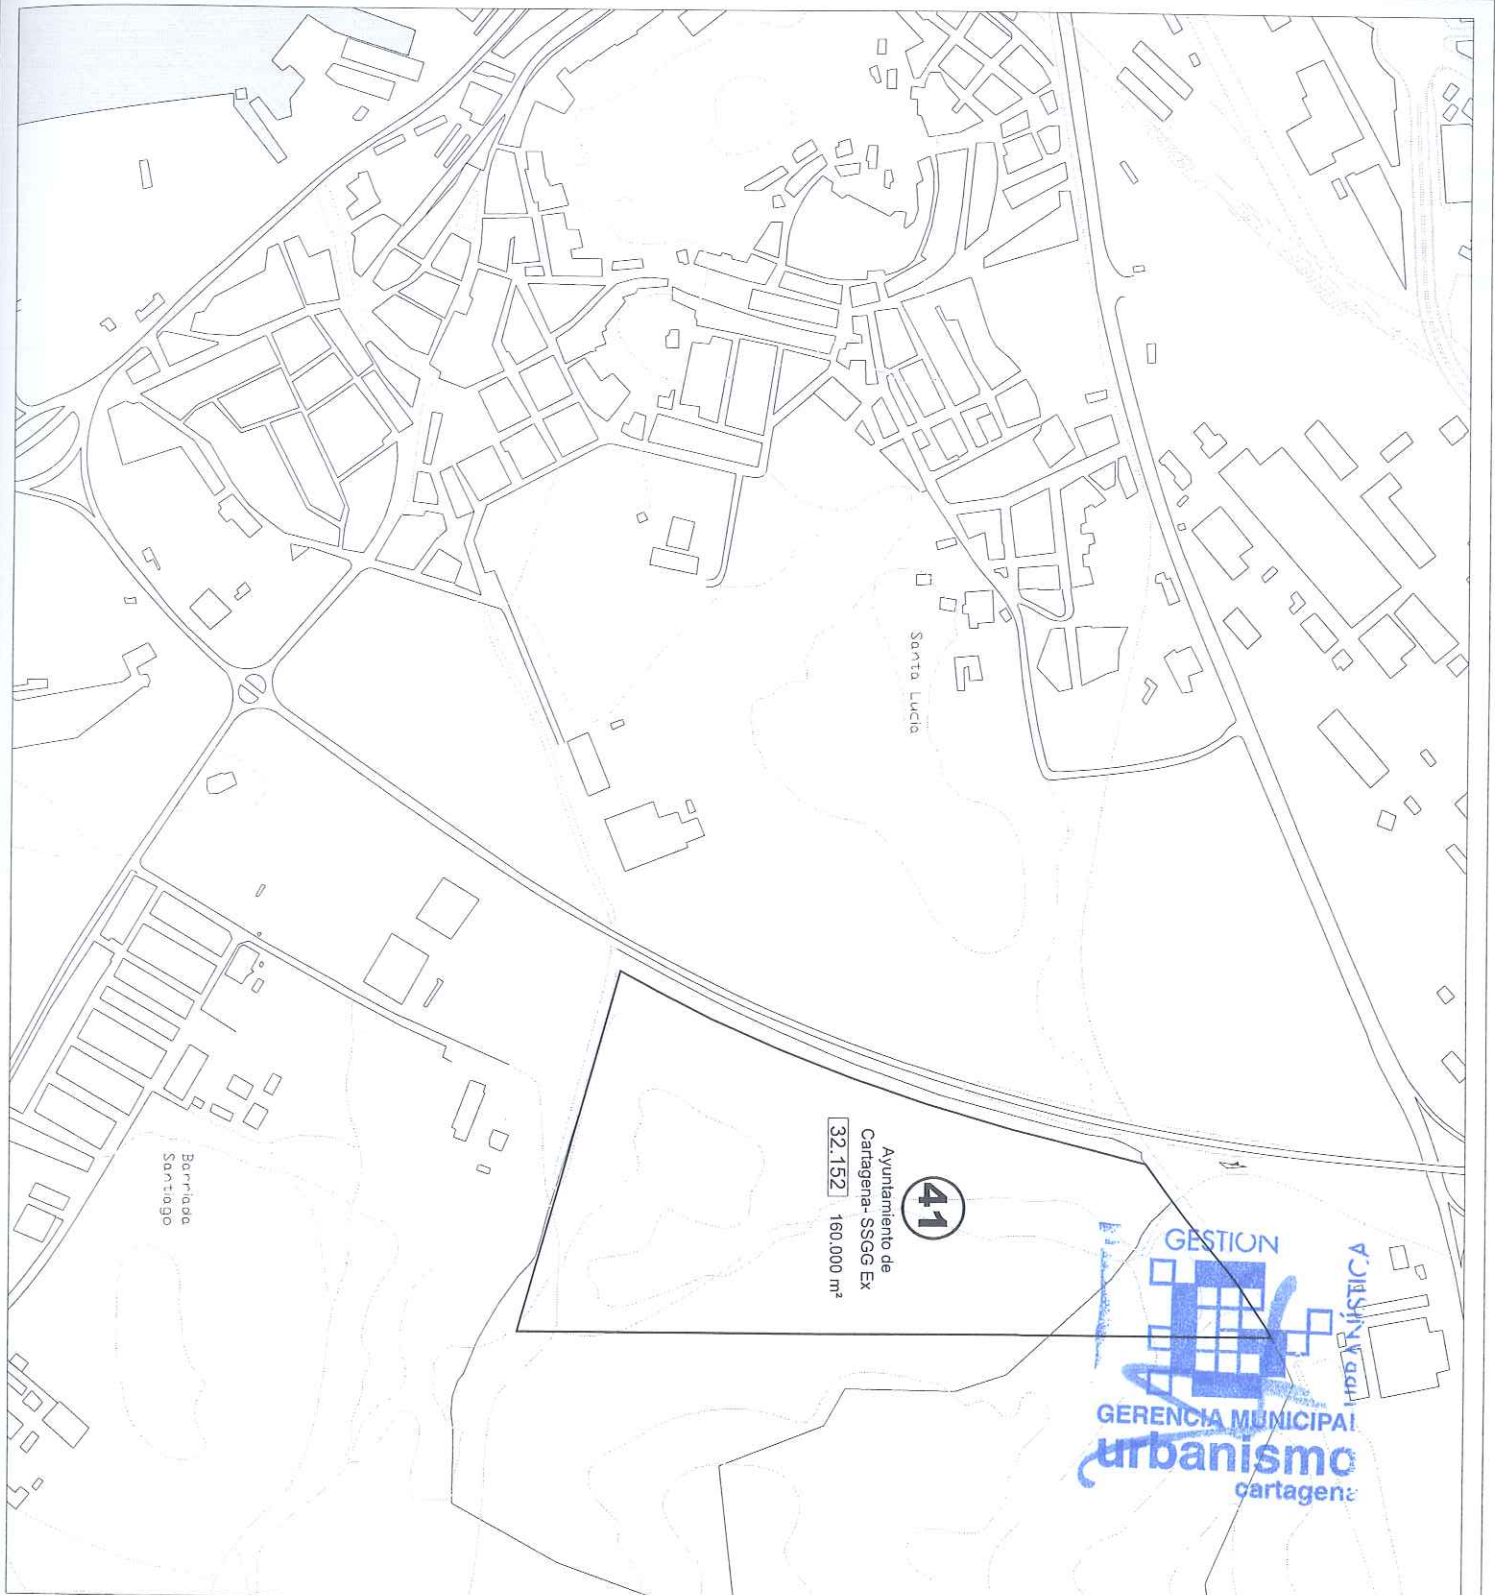 Santa Lucia
41
Ayuntamiento de
Cartagena- SSGG Ex
32.152 160.000 m²
Barriada
Santiago
GESTION
GERENCIA MUNICIPAL
urbanismo
cartagena